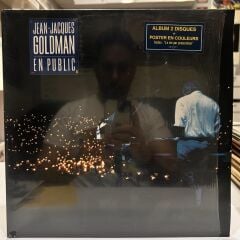 JEAN-JACQUES
GOLDMAN
EN PUBLIC
ALBUM 2 DISQUES
POSTER EN COULEURS